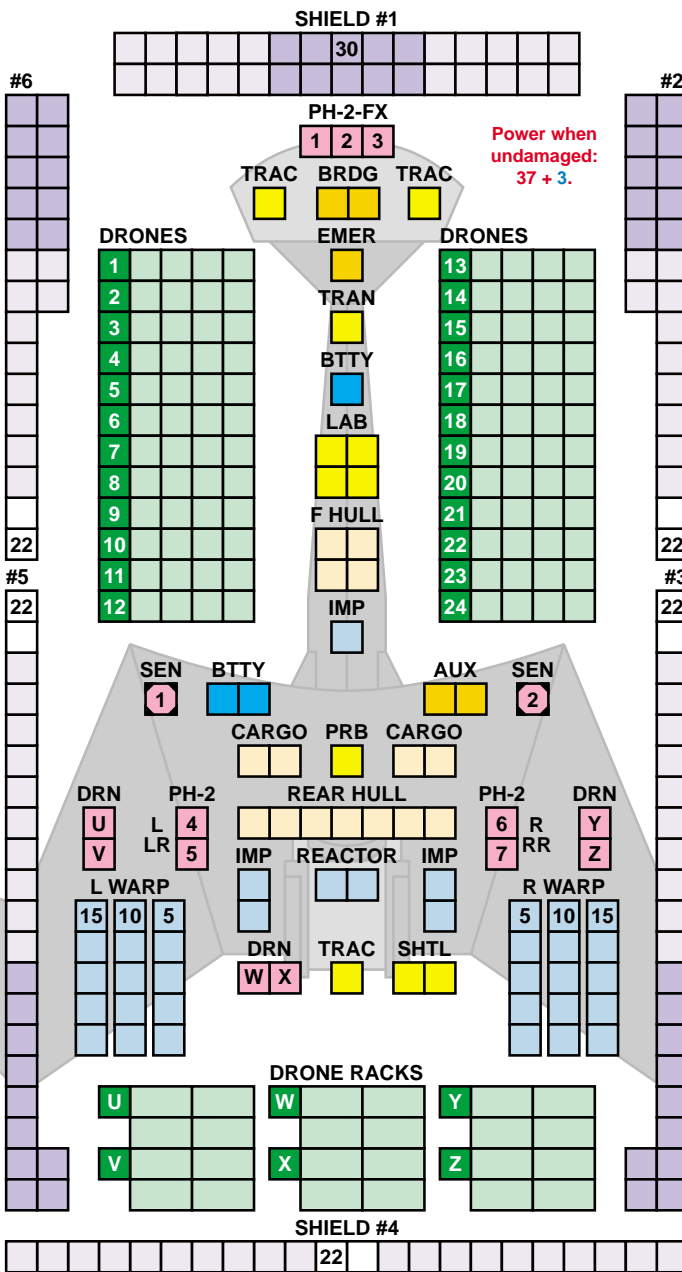 SHIELD #1
30
#6
#2
PH-2-FX
1 2 3
Power when
undamaged:
37 + 3.
TRAC BRDG TRAC
DRONES EMER DRONES
1 13
2 14
TRAN
3 15
4 16
BTTY
5 17
6 18
LAB
7 19
8 20
9 21
F HULL
10 22
11 23
12 24
22 22
#5 #3
22 22
IMP
SEN BTTY AUX SEN
1 2
CARGO PRB CARGO
DRN PH-2 REAR HULL PH-2 DRN
U L 4 6 R Y
V LR 5 7 RR Z
IMP REACTOR IMP
L WARP R WARP
15 10 5 5 10 15
DRN TRAC SHTL
W X
DRONE RACKS
U W Y
V X Z
SHIELD #4
22